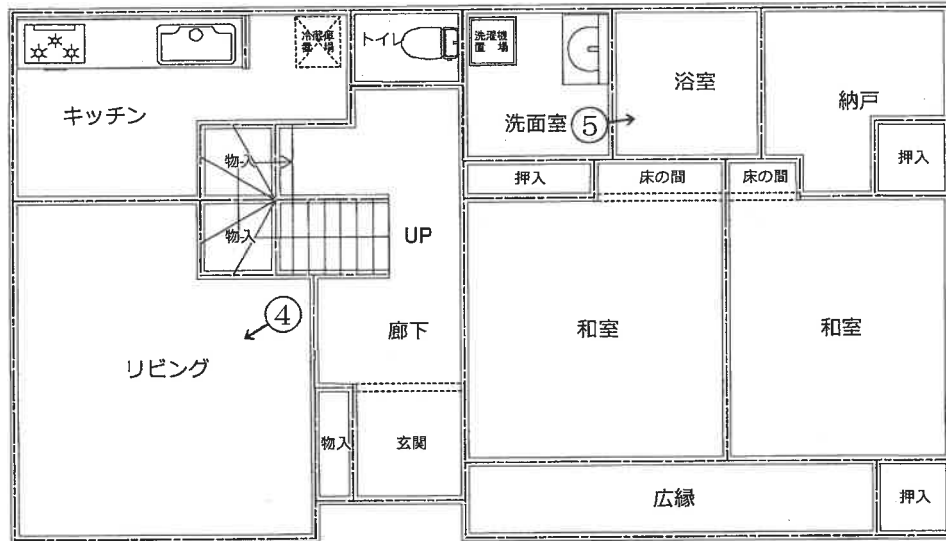 冷蔵庫
置場
トイレ
洗濯機
置場
浴室
納戸
キッチン
洗面室
⑤
物入
押入
床の間
床の間
押入
物入
UP
④
和室
和室
廊下
リビング
物入
玄関
広縁
押入